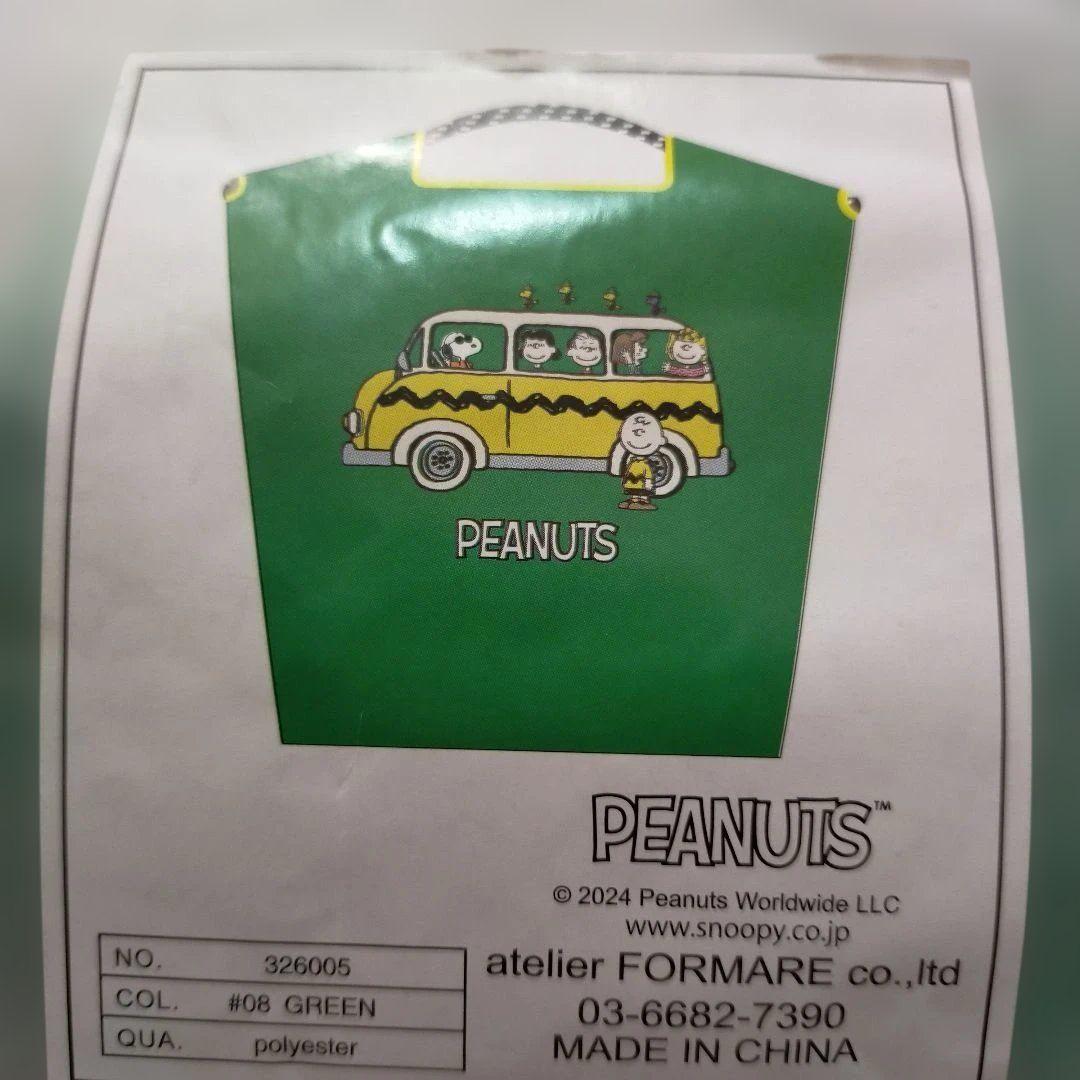 PEANUTS
PEANUTS™
© 2024 Peanuts Worldwide LLC
www.snoopy.co.jp
atelier FORMARE co.,ltd
03-6682-7390
MADE IN CHINA
NO. 326005
COL. #08 GREEN
QUA. polyester